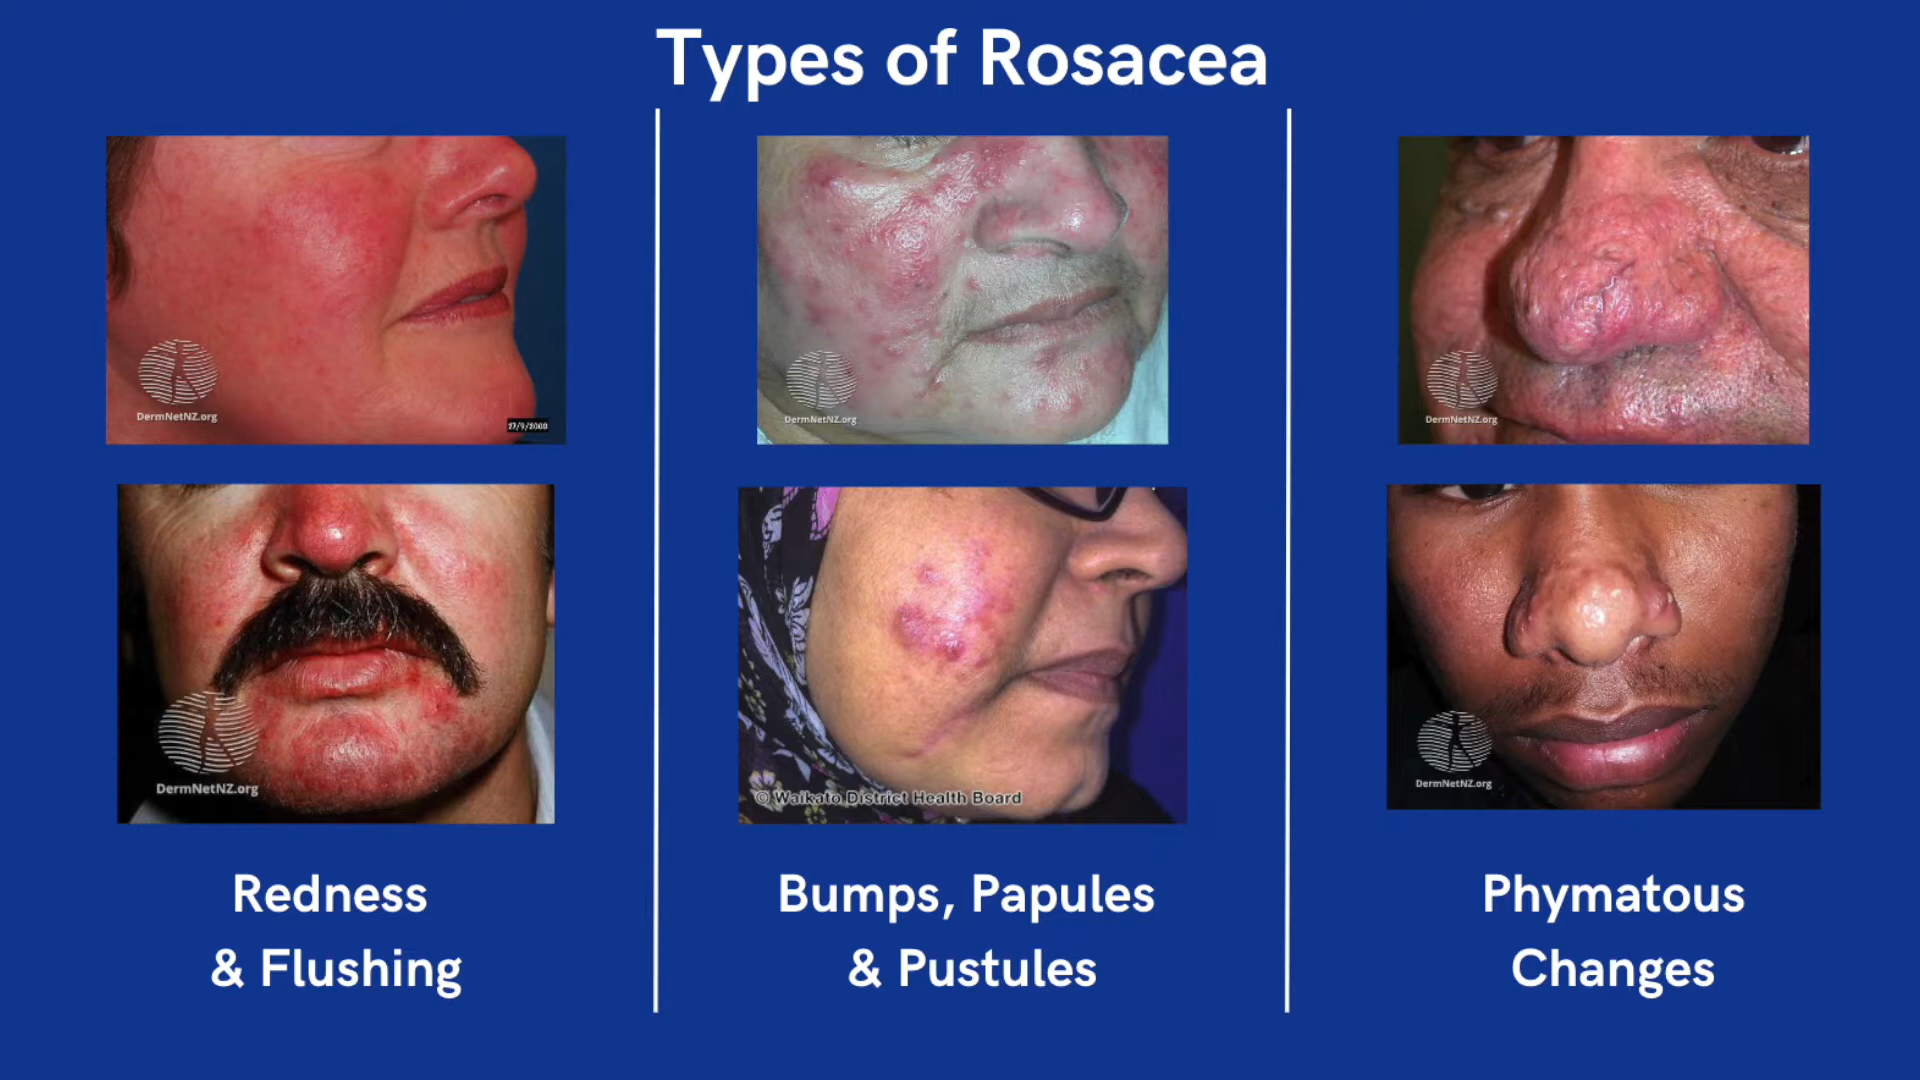 Types of Rosacea
DermNetNZ.org
27/9/2000
DermNetNZ.org
Redness
& Flushing
DermNetNZ.org
© Waikato District Health Board
Bumps, Papules
& Pustules
DermNetNZ.org
DermNetNZ.org
Phymatous
Changes